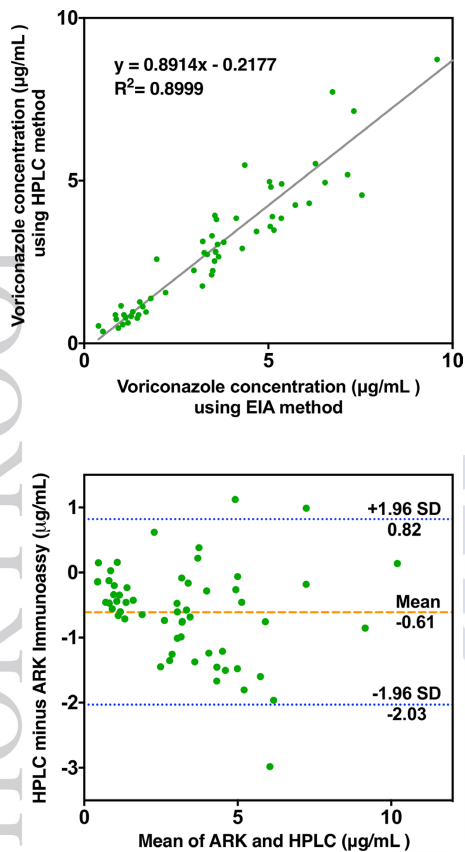 10
y = 0.8914x - 0.2177
R²= 0.8999
5
0
0
5
10
Voriconazole concentration (μg/mL)
using HPLC method
Voriconazole concentration (μg/mL )
using EIA method
1
0
-1
-2
-3
+1.96 SD
0.82
Mean
-0.61
-1.96 SD
-2.03
0
5
10
HPLC minus ARK Immunoassy (μg/mL)
Mean of ARK and HPLC (μg/mL )